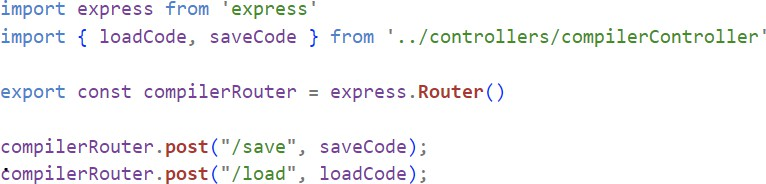 import express from 'express'
import { loadCode, saveCode } from '../controllers/compilerController'
export const compilerRouter = express.Router()
compilerRouter.post("/save", saveCode);
compilerRouter.post("/load", loadCode);